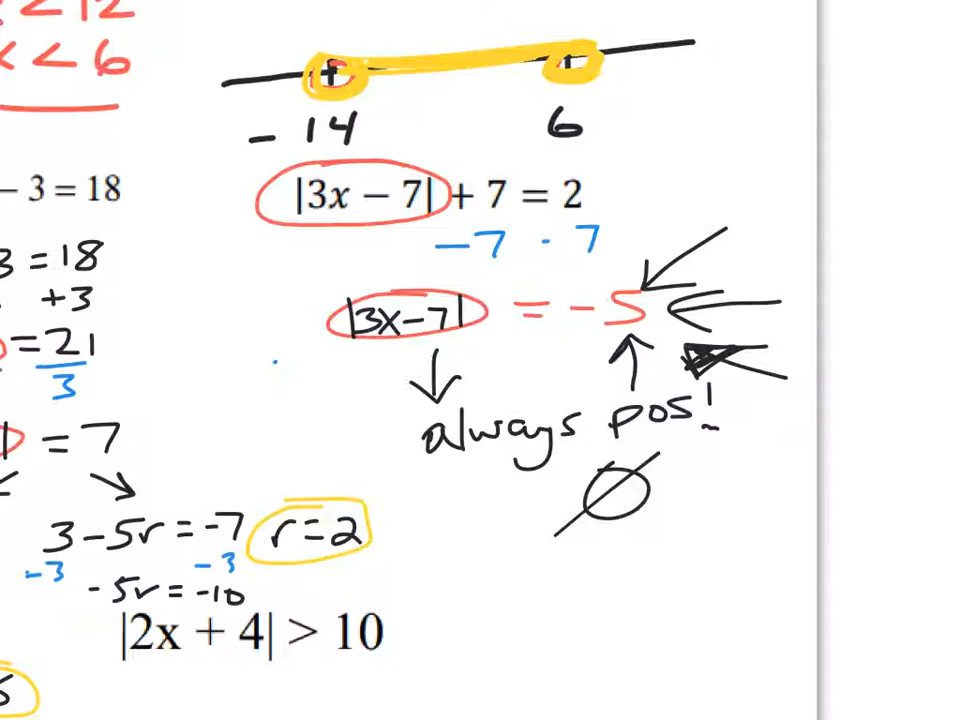 < 12
x < 6
- 14 6
- 3 = 18
|3x − 7| + 7 = 2
-7 - 7
3 = 18
+3
|3x-7| = -5
= 21
3
always pos!
= 7
∅
3-5r = -7
r=2
-3 -3
-5r = -10
|2x + 4| > 10
5